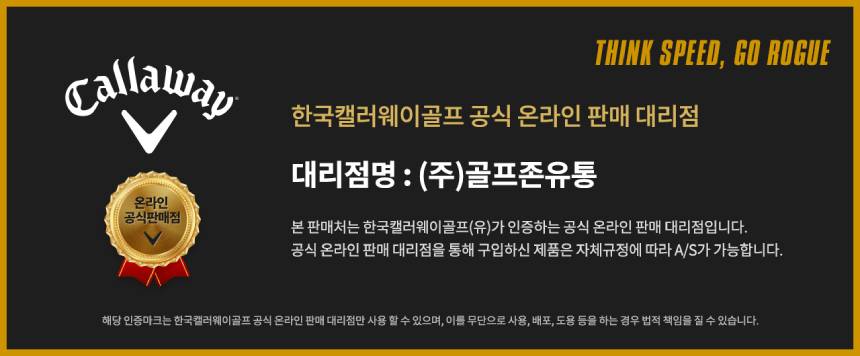 THINK SPEED, GO ROGUE
Callaway
한국캘러웨이골프 공식 온라인 판매 대리점
대리점명 : (주)골프존유통
온라인
공식판매점
본 판매처는 한국캘러웨이골프(유)가 인증하는 공식 온라인 판매 대리점입니다.
공식 온라인 판매 대리점을 통해 구입하신 제품은 자체규정에 따라 A/S가 가능합니다.
해당 인증마크는 한국캘러웨이골프 공식 온라인 판매 대리점만 사용 할 수 있으며, 이를 무단으로 사용, 배포, 도용 등을 하는 경우 법적 책임을 질 수 있습니다.